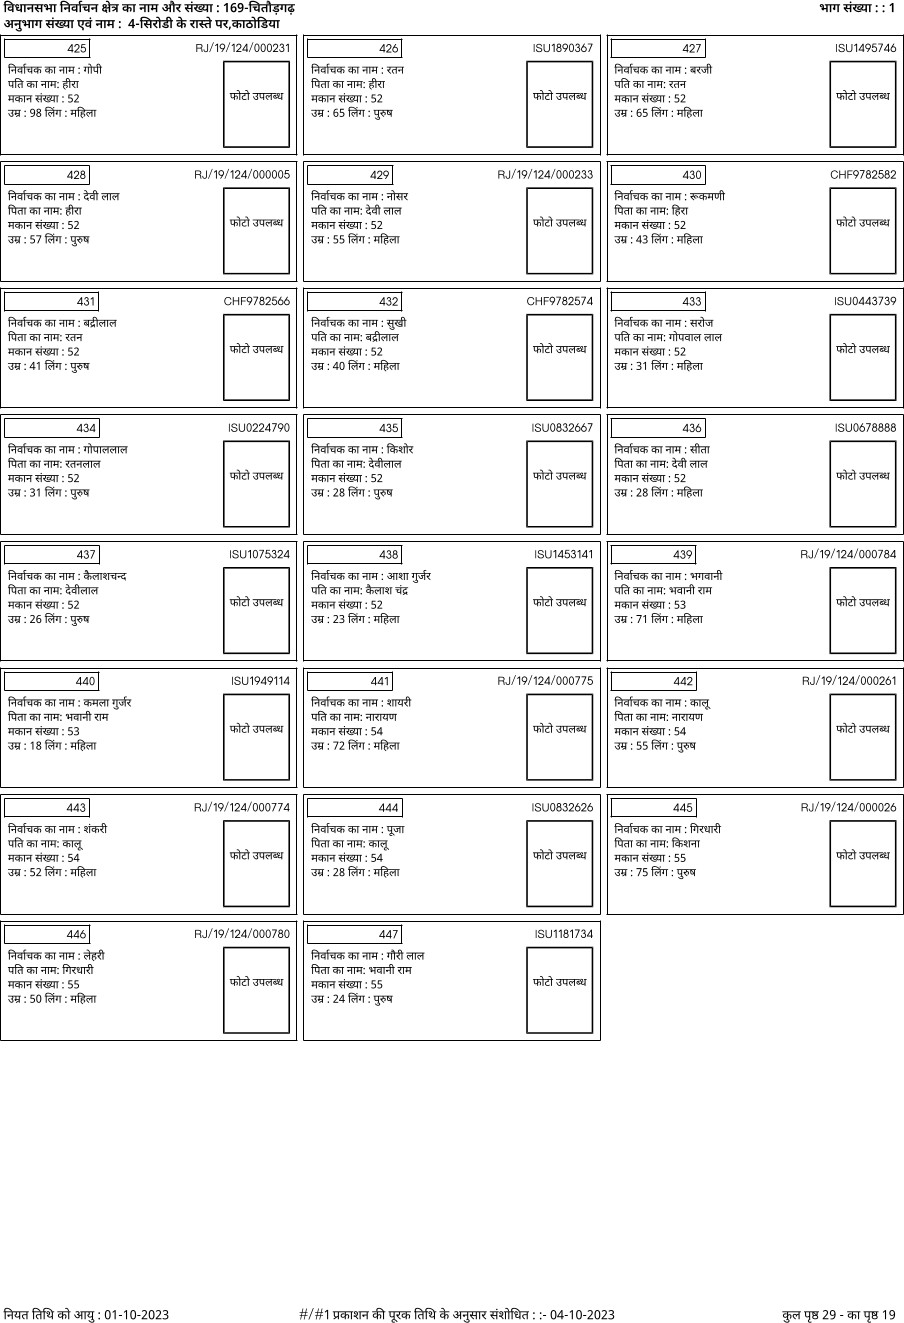 विधानसभा निर्वाचन क्षेत्र का नाम और संख्या : 169-चितौड़गढ़ भाग संख्या : : 1
अनुभाग संख्या एवं नाम : 4-सिरोडी के रास्ते पर,काठोडिया
425 RJ/19/124/000231
निर्वाचक का नाम : गोपी
पति का नाम: हीरा
मकान संख्या : 52
उम्र : 98 लिंग : महिला
फोटो उपलब्ध
426 ISU1890367
निर्वाचक का नाम : रतन
पिता का नाम: हीरा
मकान संख्या : 52
उम्र : 65 लिंग : पुरुष
फोटो उपलब्ध
427 ISU1495746
निर्वाचक का नाम : बरजी
पति का नाम: रतन
मकान संख्या : 52
उम्र : 65 लिंग : महिला
फोटो उपलब्ध
428 RJ/19/124/000005
निर्वाचक का नाम : देवी लाल
पिता का नाम: हीरा
मकान संख्या : 52
उम्र : 57 लिंग : पुरुष
फोटो उपलब्ध
429 RJ/19/124/000233
निर्वाचक का नाम : नोसर
पति का नाम: देवी लाल
मकान संख्या : 52
उम्र : 55 लिंग : महिला
फोटो उपलब्ध
430 CHF9782582
निर्वाचक का नाम : रूकमणी
पिता का नाम: हिरा
मकान संख्या : 52
उम्र : 43 लिंग : महिला
फोटो उपलब्ध
431 CHF9782566
निर्वाचक का नाम : बद्रीलाल
पिता का नाम: रतन
मकान संख्या : 52
उम्र : 41 लिंग : पुरुष
फोटो उपलब्ध
432 CHF9782574
निर्वाचक का नाम : सुखी
पति का नाम: बद्रीलाल
मकान संख्या : 52
उम्र : 40 लिंग : महिला
फोटो उपलब्ध
433 ISU0443739
निर्वाचक का नाम : सरोज
पति का नाम: गोपवाल लाल
मकान संख्या : 52
उम्र : 31 लिंग : महिला
फोटो उपलब्ध
434 ISU0224790
निर्वाचक का नाम : गोपाललाल
पिता का नाम: रतनलाल
मकान संख्या : 52
उम्र : 31 लिंग : पुरुष
फोटो उपलब्ध
435 ISU0832667
निर्वाचक का नाम : किशोर
पिता का नाम: देवीलाल
मकान संख्या : 52
उम्र : 28 लिंग : पुरुष
फोटो उपलब्ध
436 ISU0678888
निर्वाचक का नाम : सीता
पिता का नाम: देवी लाल
मकान संख्या : 52
उम्र : 28 लिंग : महिला
फोटो उपलब्ध
437 ISU1075324
निर्वाचक का नाम : कैलाशचन्द
पिता का नाम: देवीलाल
मकान संख्या : 52
उम्र : 26 लिंग : पुरुष
फोटो उपलब्ध
438 ISU1453141
निर्वाचक का नाम : आशा गुर्जर
पति का नाम: कैलाश चंद्र
मकान संख्या : 52
उम्र : 23 लिंग : महिला
फोटो उपलब्ध
439 RJ/19/124/000784
निर्वाचक का नाम : भगवानी
पति का नाम: भवानी राम
मकान संख्या : 53
उम्र : 71 लिंग : महिला
फोटो उपलब्ध
440 ISU1949114
निर्वाचक का नाम : कमला गुर्जर
पिता का नाम: भवानी राम
मकान संख्या : 53
उम्र : 18 लिंग : महिला
फोटो उपलब्ध
441 RJ/19/124/000775
निर्वाचक का नाम : शायरी
पति का नाम: नारायण
मकान संख्या : 54
उम्र : 72 लिंग : महिला
फोटो उपलब्ध
442 RJ/19/124/000261
निर्वाचक का नाम : कालू
पिता का नाम: नारायण
मकान संख्या : 54
उम्र : 55 लिंग : पुरुष
फोटो उपलब्ध
443 RJ/19/124/000774
निर्वाचक का नाम : शंकरी
पति का नाम: कालू
मकान संख्या : 54
उम्र : 52 लिंग : महिला
फोटो उपलब्ध
444 ISU0832626
निर्वाचक का नाम : पूजा
पिता का नाम: कालू
मकान संख्या : 54
उम्र : 28 लिंग : महिला
फोटो उपलब्ध
445 RJ/19/124/000026
निर्वाचक का नाम : गिरधारी
पिता का नाम: किशना
मकान संख्या : 55
उम्र : 75 लिंग : पुरुष
फोटो उपलब्ध
446 RJ/19/124/000780
निर्वाचक का नाम : लेहरी
पति का नाम: गिरधारी
मकान संख्या : 55
उम्र : 50 लिंग : महिला
फोटो उपलब्ध
447 ISU1181734
निर्वाचक का नाम : गौरी लाल
पिता का नाम: भवानी राम
मकान संख्या : 55
उम्र : 24 लिंग : पुरुष
फोटो उपलब्ध
नियत तिथि को आयु : 01-10-2023 #/#1 प्रकाशन की पूरक तिथि के अनुसार संशोधित : :- 04-10-2023 कुल पृष्ठ 29 - का पृष्ठ 19